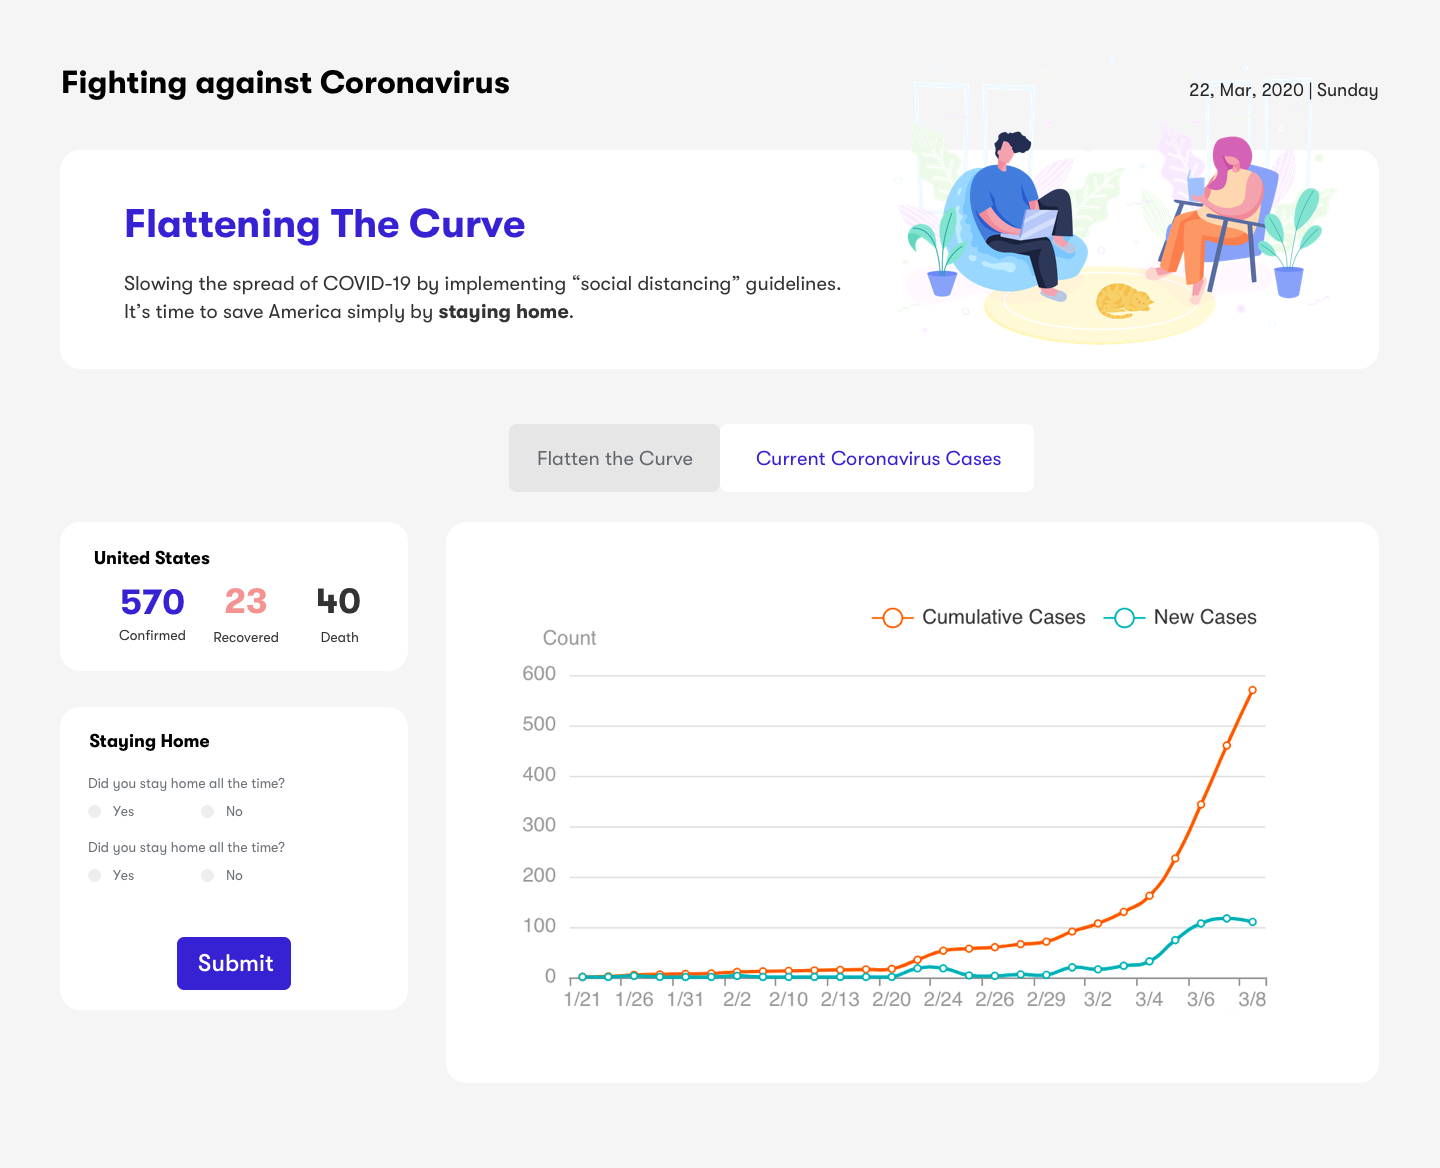 Fighting against Coronavirus
22, Mar, 2020 | Sunday
Flattening The Curve
Slowing the spread of COVID-19 by implementing “social distancing” guidelines.
It’s time to save America simply by staying home.
Flatten the Curve
Current Coronavirus Cases
United States
570 23 40
Confirmed Recovered Death
Staying Home
Did you stay home all the time?
Yes No
Did you stay home all the time?
Yes No
Submit
Cumulative Cases New Cases
Count
600
500
400
300
200
100
0
1/21 1/26 1/31 2/2 2/10 2/13 2/20 2/24 2/26 2/29 3/2 3/4 3/6 3/8